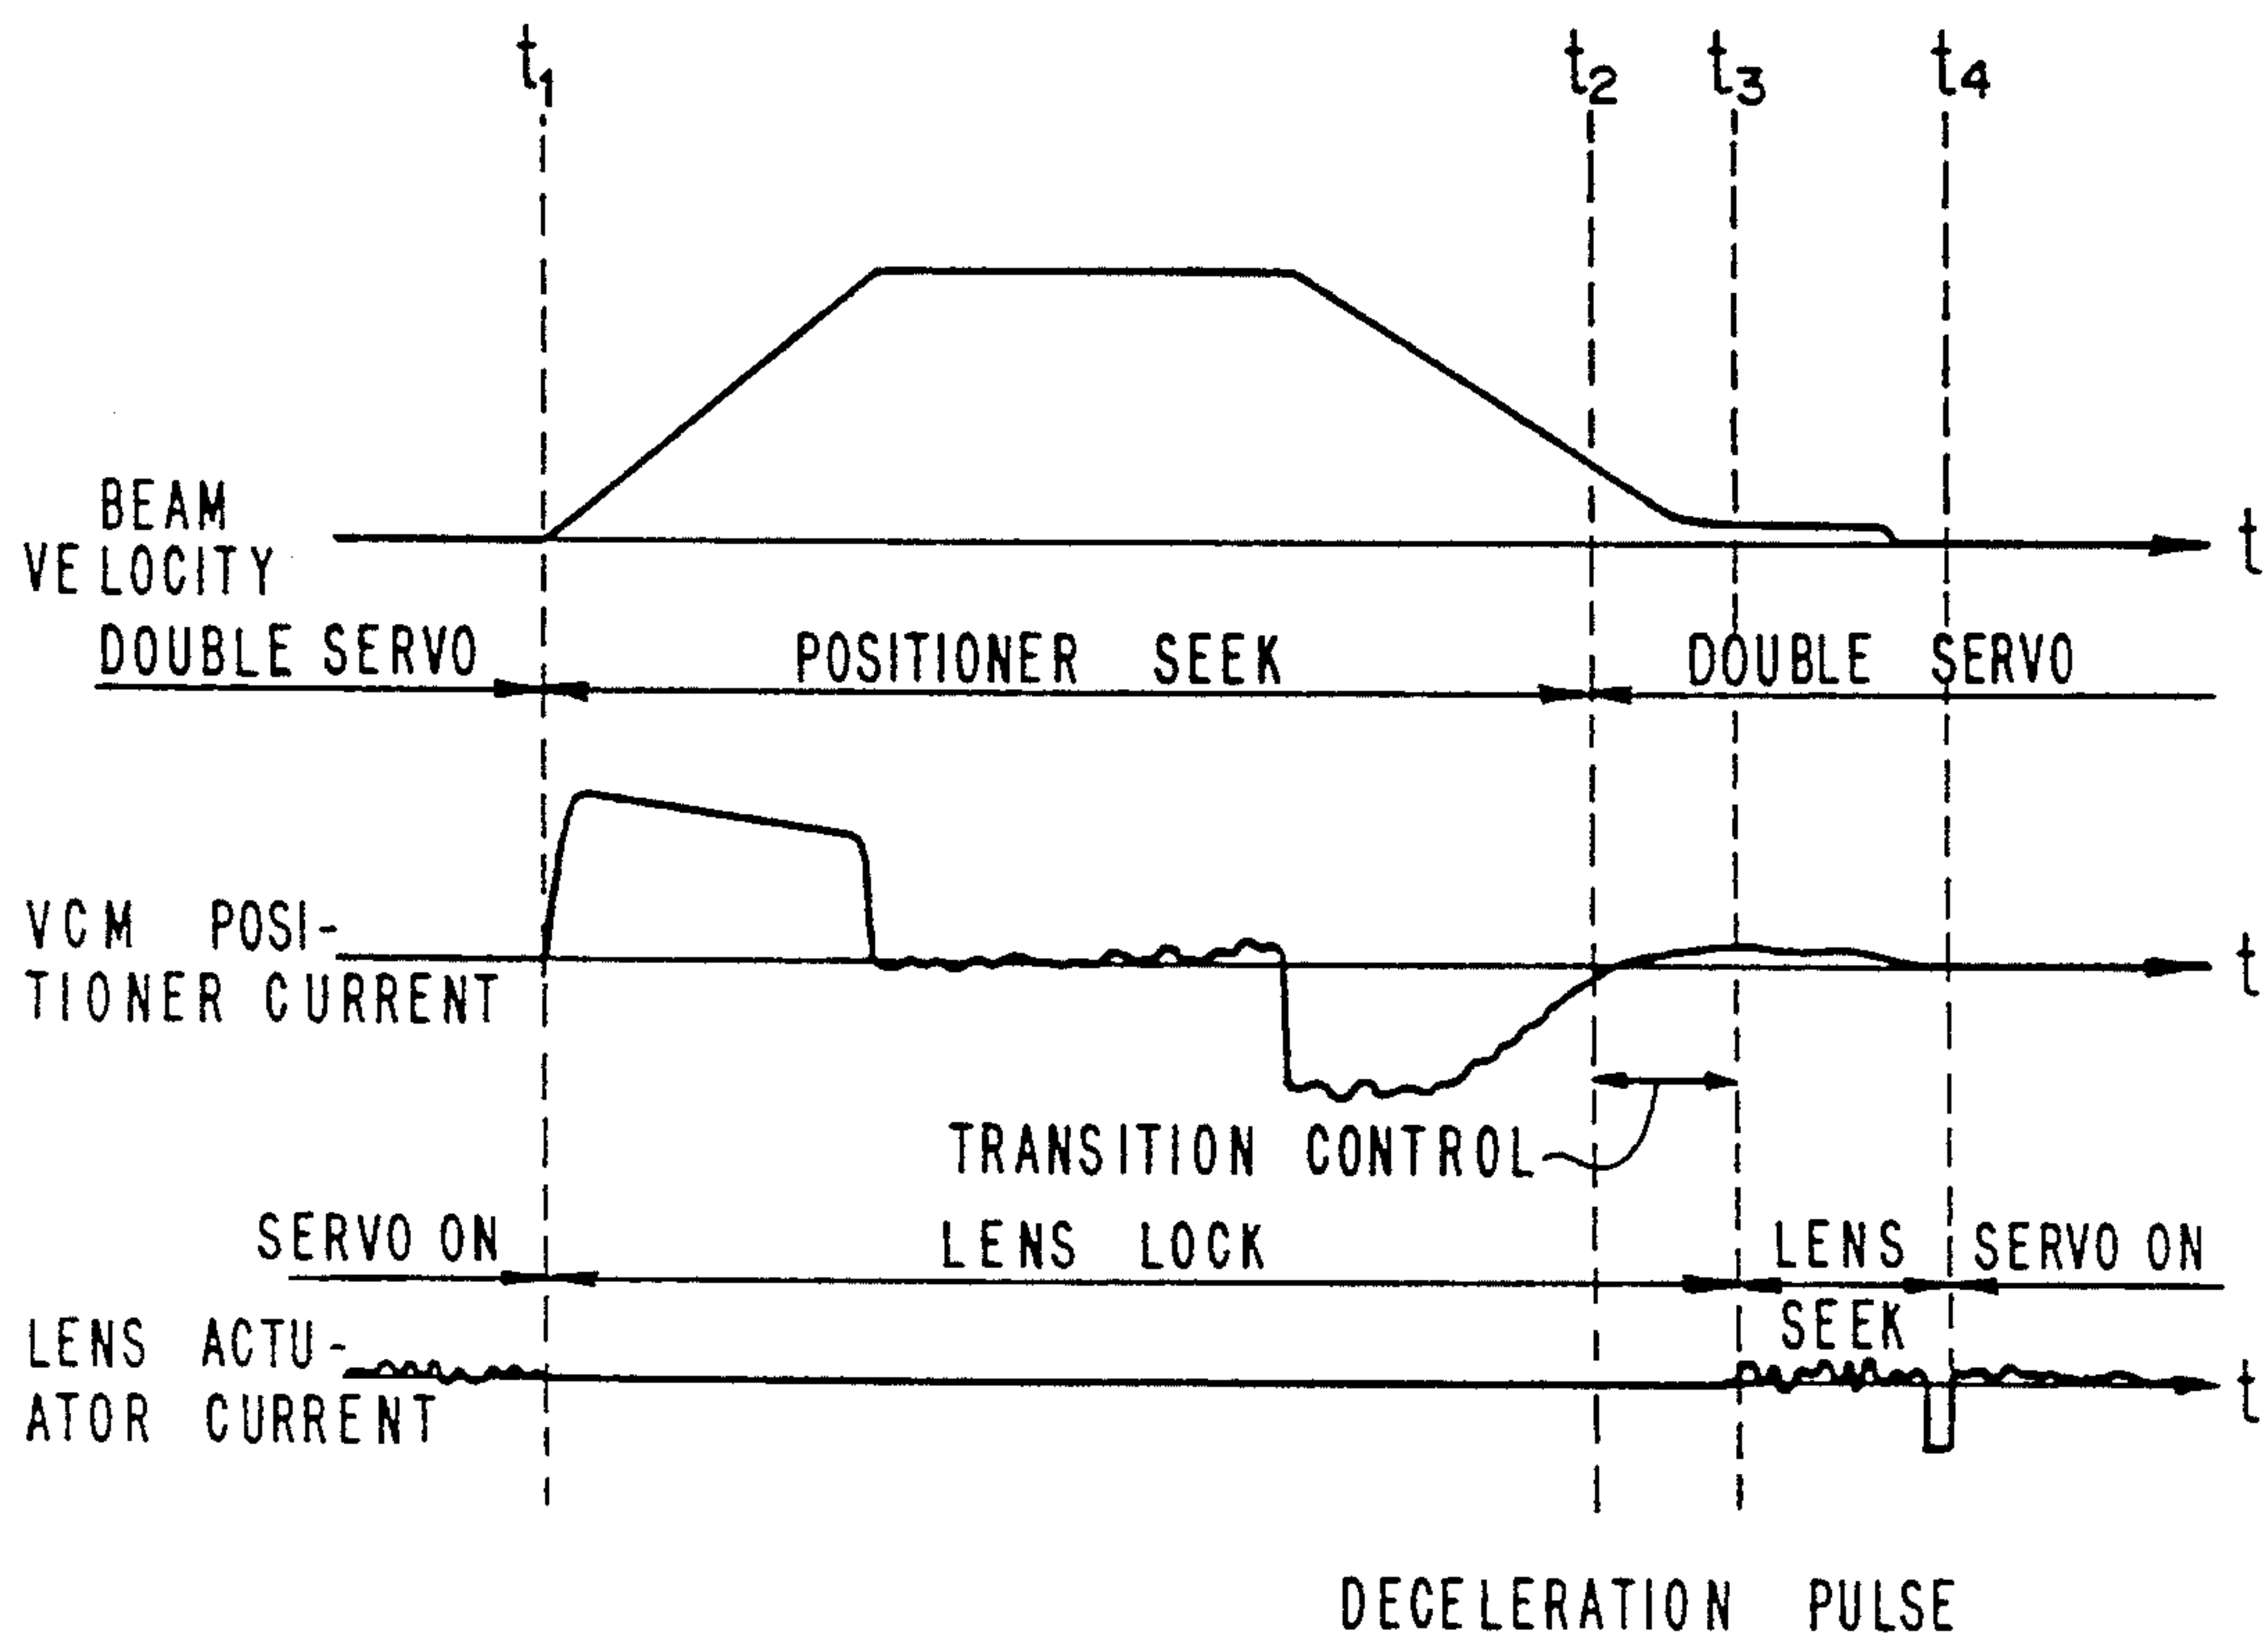 t1 t2 t3 t4
BEAM
VELOCITY
t
DOUBLE SERVO
POSITIONER SEEK
DOUBLE SERVO
VCM POSI-
TIONER CURRENT
t
TRANSITION CONTROL
SERVO ON
LENS LOCK
LENS
SEEK
SERVO ON
LENS ACTU-
ATOR CURRENT
t
DECELERATION PULSE